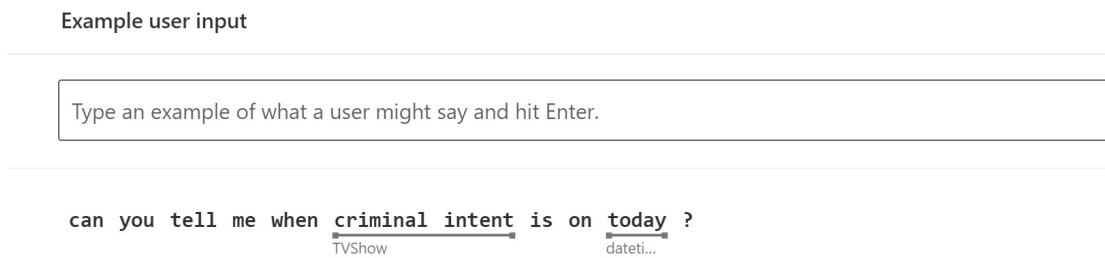 Example user input
Type an example of what a user might say and hit Enter.
can you tell me when criminal intent is on today ?
TVShow dateti...